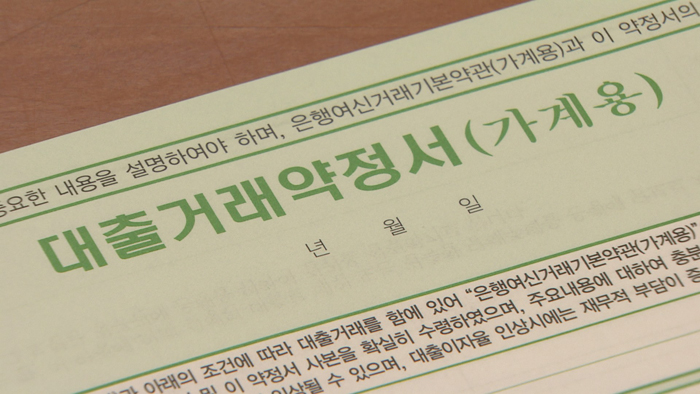 중요한 내용을 설명하여야 하며, 은행여신거래기본약관(가계용)과 이 약정서의
대출거래약정서(가계용)
년 월 일
아래의 조건에 따라 대출거래를 함에 있어 “은행여신거래기본약관(가계용)”
및 이 약정서 사본을 확실히 수령하였으며, 주요내용에 대하여 충분
인상될 수 있으며, 대출이자율 인상시에는 재무적 부담이